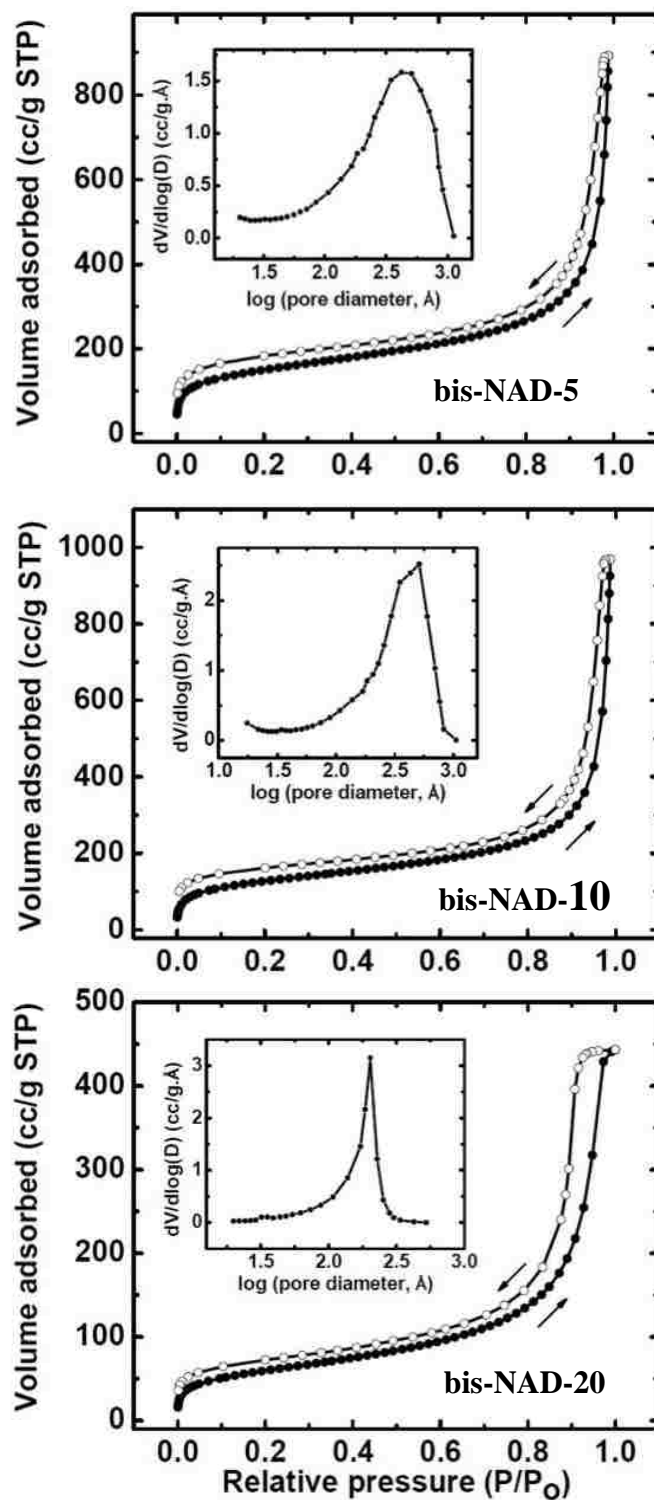 Volume adsorbed (cc/g STP)
800
600
400
200
0
0.0 0.2 0.4 0.6 0.8 1.0
dV/dlog(D) (cc/g.Å)
1.5
1.0
0.5
0.0
1.5 2.0 2.5 3.0
log (pore diameter, Å)
bis-NAD-5
Volume adsorbed (cc/g STP)
1000
800
600
400
200
0
0.0 0.2 0.4 0.6 0.8 1.0
dV/dlog(D) (cc/g.Å)
2
1
0
1.0 1.5 2.0 2.5 3.0
log (pore diameter, Å)
bis-NAD-10
Volume adsorbed (cc/g STP)
500
400
300
200
100
0
0.0 0.2 0.4 0.6 0.8 1.0
dV/dlog(D) (cc/g.Å)
3
2
1
0
1.5 2.0 2.5 3.0
log (pore diameter, Å)
bis-NAD-20
Relative pressure (P/Po)